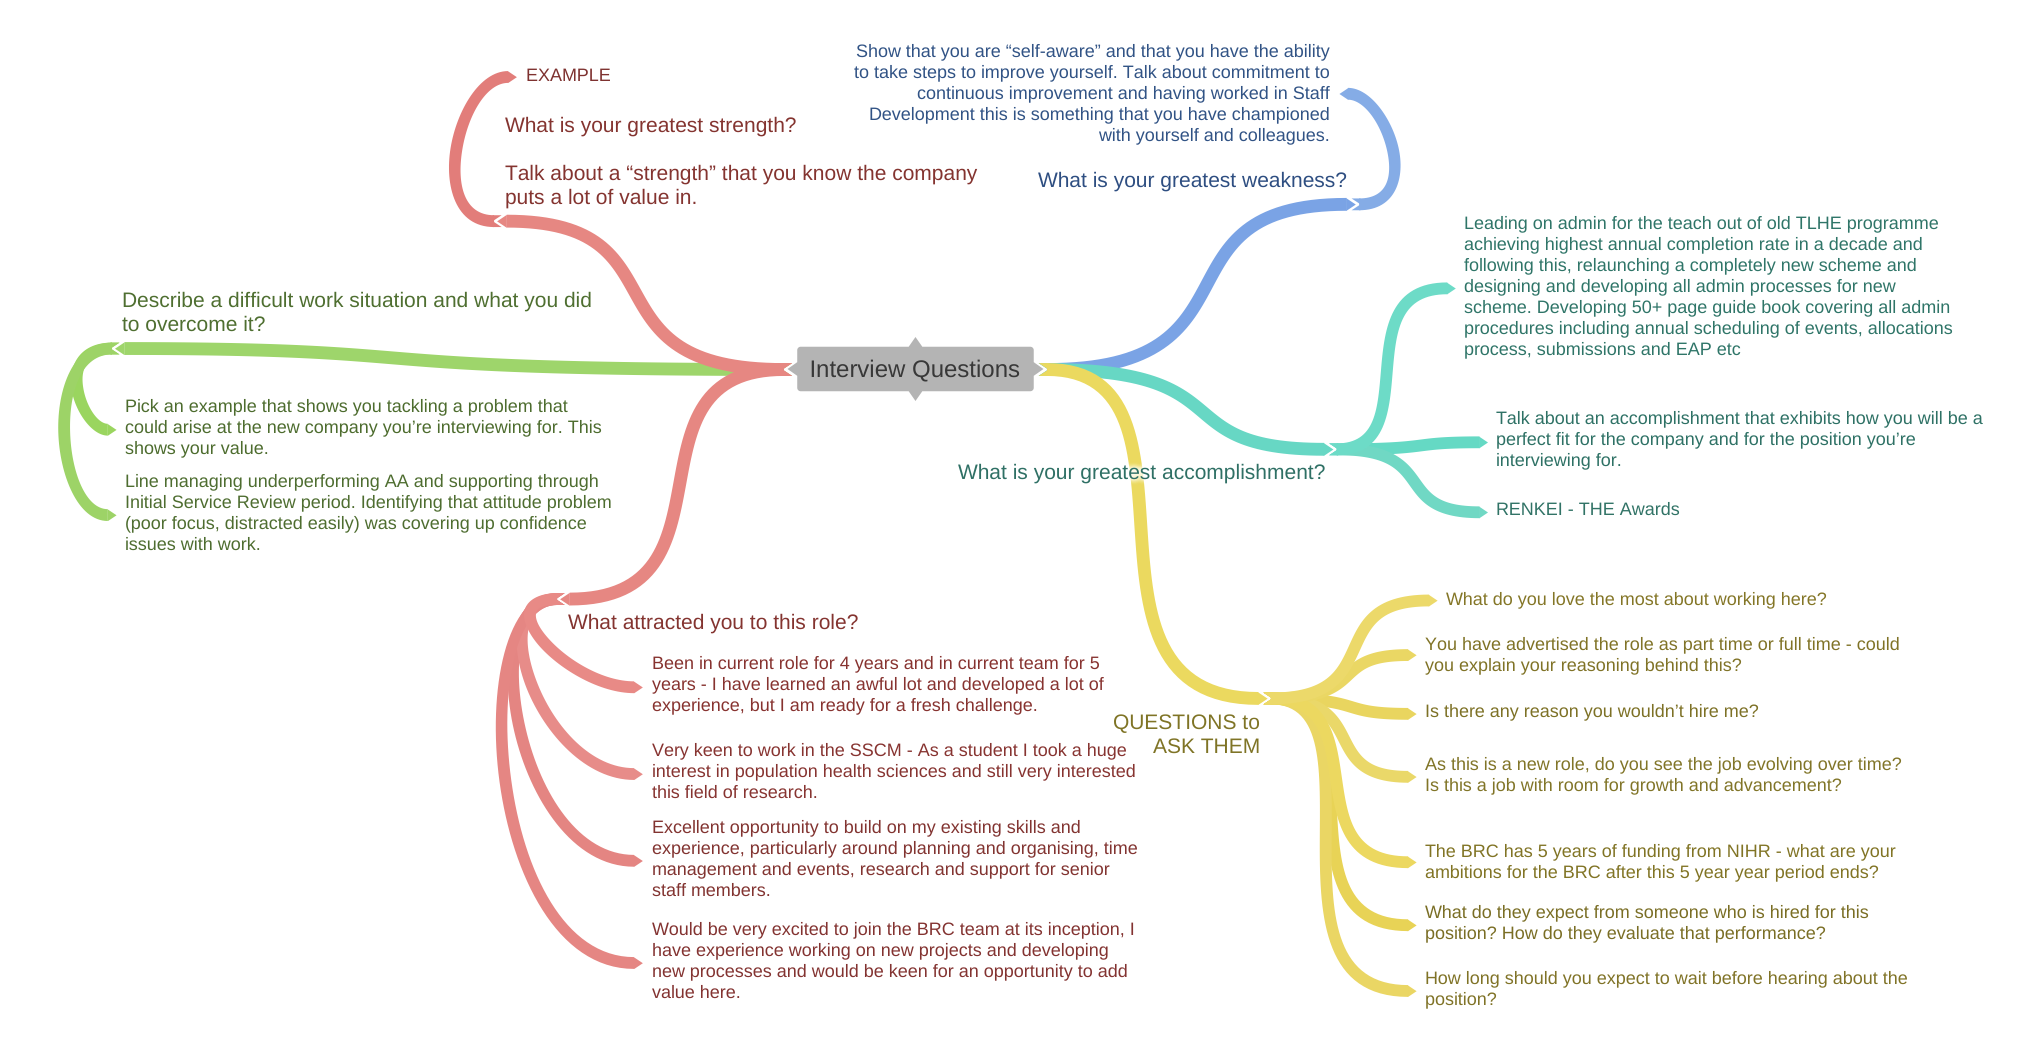 Interview Questions
EXAMPLE
What is your greatest strength?
Talk about a “strength” that you know the company
puts a lot of value in.
Describe a difficult work situation and what you did
to overcome it?
Pick an example that shows you tackling a problem that
could arise at the new company you’re interviewing for. This
shows your value.
Line managing underperforming AA and supporting through
Initial Service Review period. Identifying that attitude problem
(poor focus, distracted easily) was covering up confidence
issues with work.
What attracted you to this role?
Been in current role for 4 years and in current team for 5
years - I have learned an awful lot and developed a lot of
experience, but I am ready for a fresh challenge.
Very keen to work in the SSCM - As a student I took a huge
interest in population health sciences and still very interested
this field of research.
Excellent opportunity to build on my existing skills and
experience, particularly around planning and organising, time
management and events, research and support for senior
staff members.
Would be very excited to join the BRC team at its inception, I
have experience working on new projects and developing
new processes and would be keen for an opportunity to add
value here.
Show that you are “self-aware” and that you have the ability
to take steps to improve yourself. Talk about commitment to
continuous improvement and having worked in Staff
Development this is something that you have championed
with yourself and colleagues.
What is your greatest weakness?
Leading on admin for the teach out of old TLHE programme
achieving highest annual completion rate in a decade and
following this, relaunching a completely new scheme and
designing and developing all admin processes for new
scheme. Developing 50+ page guide book covering all admin
procedures including annual scheduling of events, allocations
process, submissions and EAP etc
What is your greatest accomplishment?
Talk about an accomplishment that exhibits how you will be a
perfect fit for the company and for the position you’re
interviewing for.
RENKEI - THE Awards
QUESTIONS to
ASK THEM
What do you love the most about working here?
You have advertised the role as part time or full time - could
you explain your reasoning behind this?
Is there any reason you wouldn’t hire me?
As this is a new role, do you see the job evolving over time?
Is this a job with room for growth and advancement?
The BRC has 5 years of funding from NIHR - what are your
ambitions for the BRC after this 5 year year period ends?
What do they expect from someone who is hired for this
position? How do they evaluate that performance?
How long should you expect to wait before hearing about the
position?